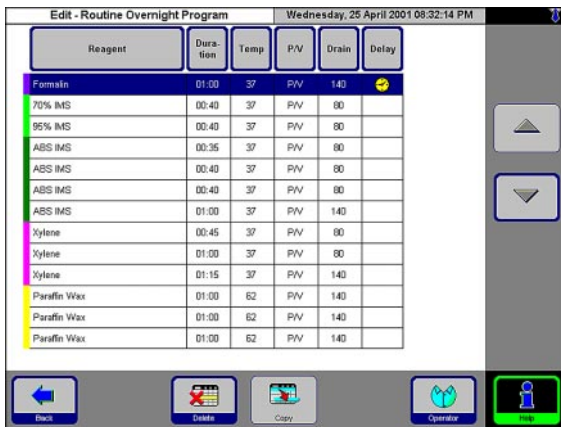 Edit - Routine Overnight Program Wednesday, 25 April 2001 08:32:14 PM
Reagent Dura- tion Temp P/V Drain Delay
Formalin 01:00 37 P/V 140
70% IMS 00:40 37 P/V 80
95% IMS 00:40 37 P/V 80
ABS IMS 00:35 37 P/V 80
ABS IMS 00:40 37 P/V 80
ABS IMS 00:40 37 P/V 80
ABS IMS 01:00 37 P/V 140
Xylene 00:45 37 P/V 80
Xylene 01:00 37 P/V 80
Xylene 01:15 37 P/V 140
Paraffin Wax 01:00 62 P/V 140
Paraffin Wax 01:00 62 P/V 140
Paraffin Wax 01:00 62 P/V 140
Back Delete Copy Operator Help